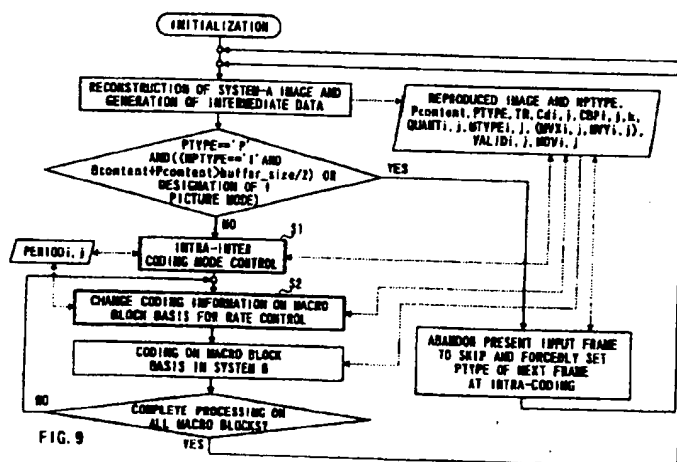 INITIALIZATION
RECONSTRUCTION OF SYSTEM-A IMAGE AND
GENERATION OF INTERMEDIATE DATA
REPRODUCED IMAGE AND NPTYPE,
Pcontent, PTYPE, TR, Cdi, j, CBPi, j, k,
QUANTi, j, MTYPEi, j, (MVXi, j, MVYi, j),
VALIDi, j, MDVi, j
PTYPE=='P'
AND((NPTYPE=='I'AND
Bcontent+Pcontent>buffer_size/2) OR
DESIGNATION OF I
PICTURE MODE)
YES
NO
S1
PERIODi, j
INTRA-INTER
CODING MODE CONTROL
S2
CHANGE CODING INFORMATION ON MACRO
BLOCK BASIS FOR RATE CONTROL
CODING ON MACRO BLOCK
BASIS IN SYSTEM B
ABANDON PRESENT INPUT FRAME
TO SKIP AND FORCEDLY SET
PTYPE OF NEXT FRAME
AT INTRA-CODING
NO
COMPLETE PROCESSING ON
ALL MACRO BLOCKS?
YES
FIG. 9